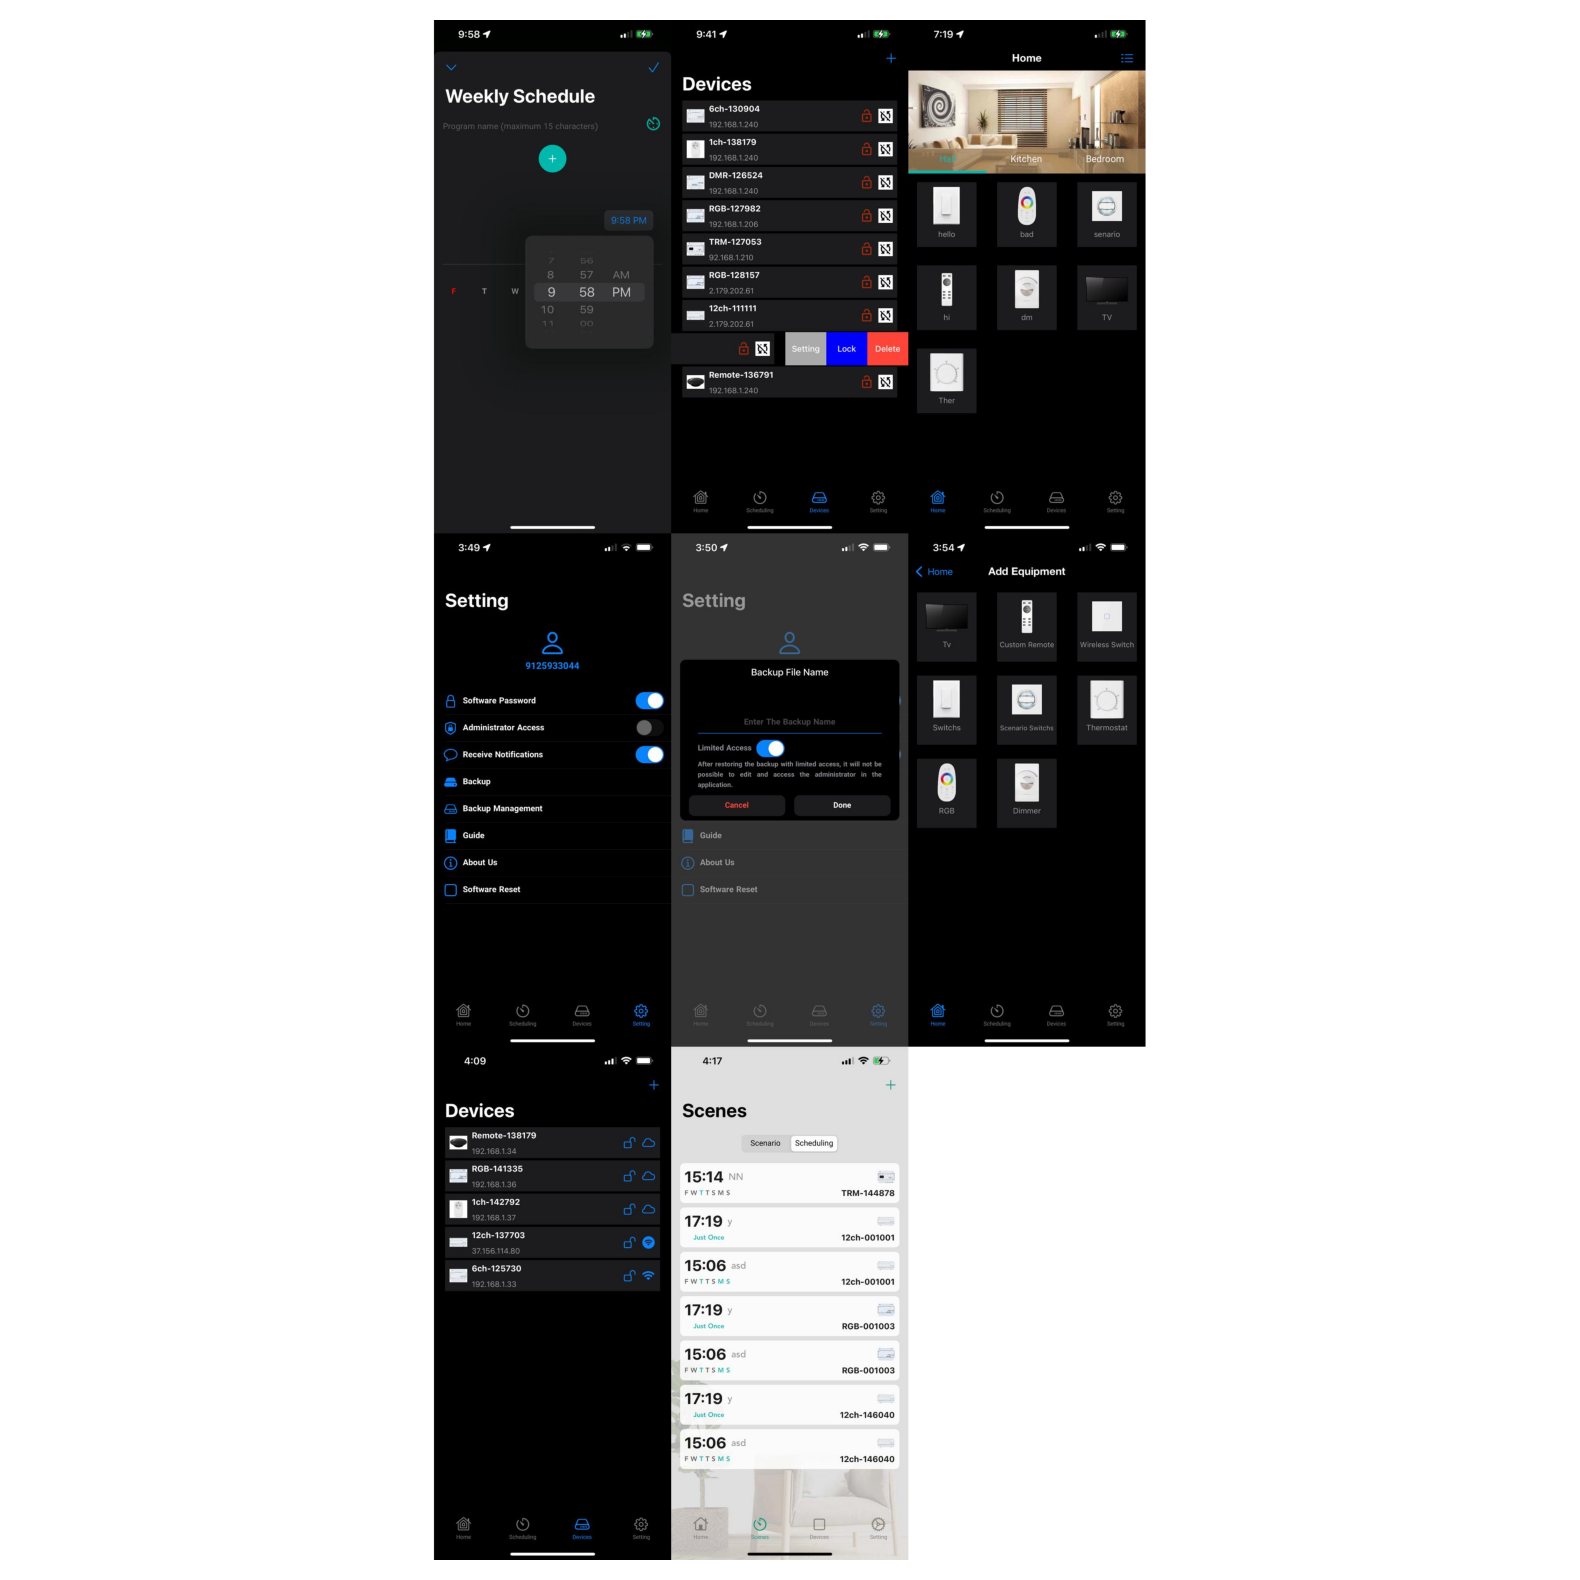 9:58
Weekly Schedule
Program name (maximum 15 characters)
9:58 PM
7 56
8 57 AM
9 58 PM
10 59
11 00
F T W
9:41
Devices
6ch-130904
192.168.1.240
1ch-138179
192.168.1.240
DMR-126524
192.168.1.240
RGB-127982
192.168.1.206
TRM-127053
92.168.1.210
RGB-128157
2.179.202.61
12ch-111111
2.179.202.61
Setting Lock Delete
Remote-136791
192.168.1.240
Home Scheduling Devices Setting
7:19
Home
Hall Kitchen Bedroom
hello bad senario
hi dm TV
Ther
Home Scheduling Devices Setting
3:49
Setting
9125933044
Software Password
Administrator Access
Receive Notifications
Backup
Backup Management
Guide
About Us
Software Reset
Home Scheduling Devices Setting
3:50
Setting
Backup File Name
Enter The Backup Name
Limited Access
After restoring the backup with limited access, it will not be
possible to edit and access the administrator in the
application.
Cancel Done
Guide
About Us
Software Reset
Home Scheduling Devices Setting
3:54
Home Add Equipment
Tv Custom Remote Wireless Switch
Switchs Scenario Switchs Thermostat
RGB Dimmer
Home Scheduling Devices Setting
4:09
Devices
Remote-138179
192.168.1.34
RGB-141335
192.168.1.36
1ch-142792
192.168.1.37
12ch-137703
37.156.114.80
6ch-125730
192.168.1.33
Home Scheduling Devices Setting
4:17
Scenes
Scenario Scheduling
15:14 NN
F W T T S M S TRM-144878
17:19 y
Just Once 12ch-001001
15:06 asd
F W T T S M S 12ch-001001
17:19 y
Just Once RGB-001003
15:06 asd
F W T T S M S RGB-001003
17:19 y
Just Once 12ch-146040
15:06 asd
F W T T S M S 12ch-146040
Home Scenes Devices Setting